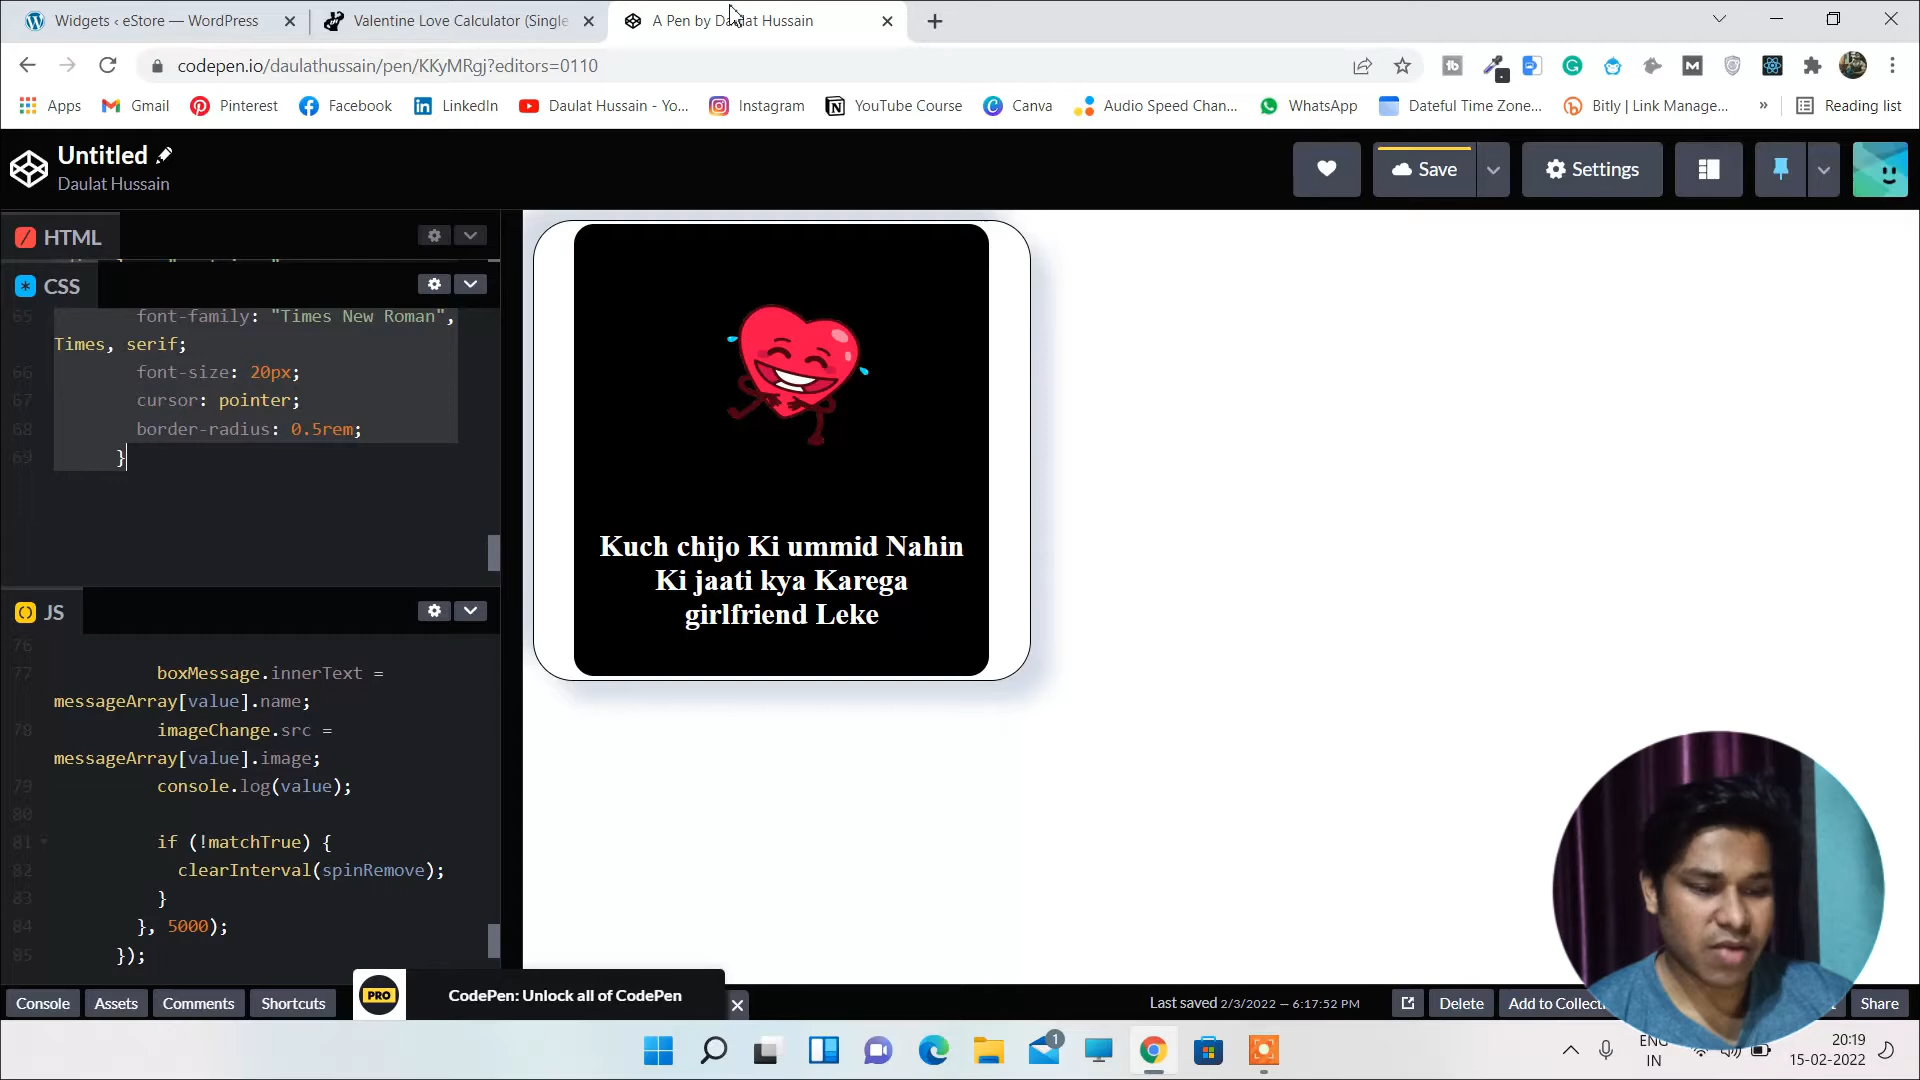 Widgets ‹ eStore — WordPress
Valentine Love Calculator (Single
A Pen by Daulat Hussain
codepen.io/daulathussain/pen/KKyMRgj?editors=0110
Apps
Gmail
Pinterest
Facebook
LinkedIn
Daulat Hussain - Yo...
Instagram
YouTube Course
Canva
Audio Speed Chan...
WhatsApp
Dateful Time Zone...
Bitly | Link Manage...
»
Reading list
Untitled
Daulat Hussain
Save
Settings
HTML
CSS
65 font-family: "Times New Roman",
Times, serif;
66 font-size: 20px;
67 cursor: pointer;
68 border-radius: 0.5rem;
69 }
JS
76
77 boxMessage.innerText =
messageArray[value].name;
78 imageChange.src =
messageArray[value].image;
79 console.log(value);
80
81 if (!matchTrue) {
82 clearInterval(spinRemove);
83 }
84 }, 5000);
85 });
Kuch chijo Ki ummid Nahin
Ki jaati kya Karega
girlfriend Leke
Console
Assets
Comments
Shortcuts
PRO
CodePen: Unlock all of CodePen
Last saved 2/3/2022 — 6:17:52 PM
Delete
Add to Collecti
Share
1
ENG
IN
20:19
15-02-2022